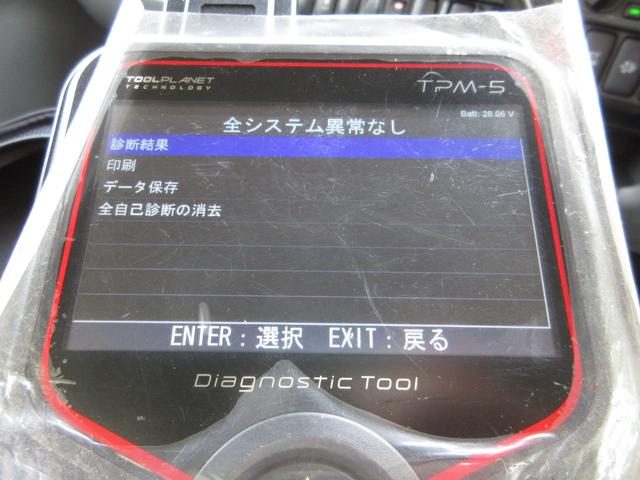 TOOLPLANET
TECHNOLOGY
TPM-5
Batt: 28.06 V
全システム異常なし
診断結果
印刷
データ保存
全自己診断の消去
ENTER：選択 EXIT：戻る
Diagnostic Tool